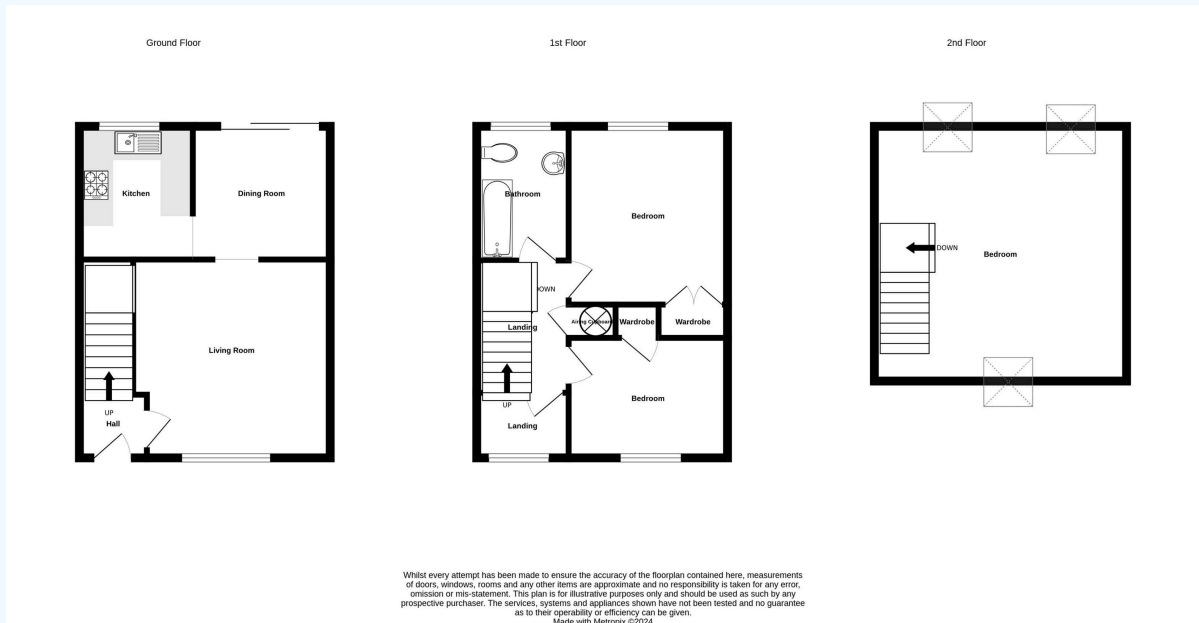 Ground Floor
1st Floor
2nd Floor
Kitchen
Dining Room
Living Room
UP
Hall
Bathroom
Bedroom
DOWN
Landing
Airing Cupboard
Wardrobe
Wardrobe
Bedroom
UP
Landing
DOWN
Bedroom
Whilst every attempt has been made to ensure the accuracy of the floorplan contained here, measurements
of doors, windows, rooms and any other items are approximate and no responsibility is taken for any error,
omission or mis-statement. This plan is for illustrative purposes only and should be used as such by any
prospective purchaser. The services, systems and appliances shown have not been tested and no guarantee
as to their operability or efficiency can be given.
Made with Metropix ©2024